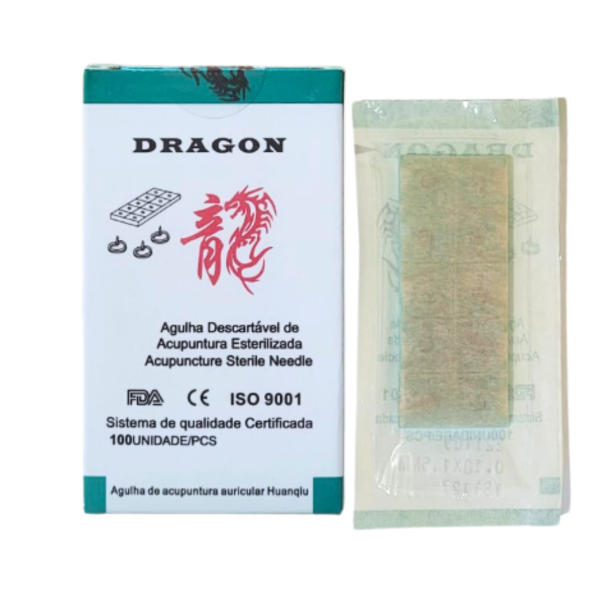 DRAGON
龍
Agulha Descartável de
Acupuntura Esterilizada
Acupuncture Sterile Needle
FDA CE ISO 9001
Sistema de qualidade Certificada
100UNIDADE/PCS
Agulha de acupuntura auricular Huanqiu
DRAGON